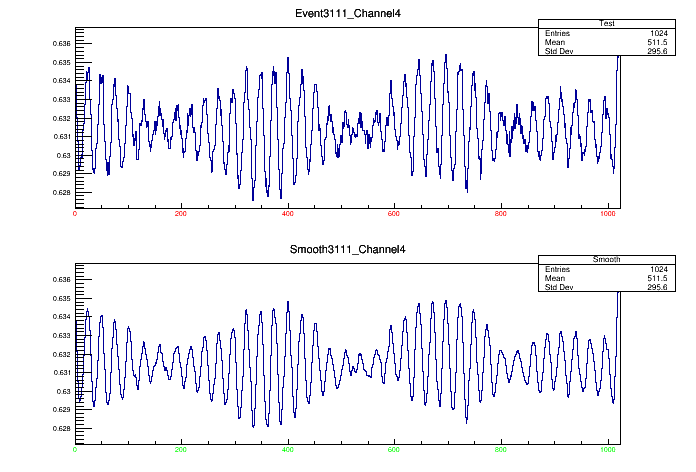 Event3111_Channel4
Test
Entries 1024
Mean 511.5
Std Dev 295.6
0.636
0.635
0.634
0.633
0.632
0.631
0.63
0.629
0.628
0 200 400 600 800 1000
Smooth3111_Channel4
Smooth
Entries 1024
Mean 511.5
Std Dev 295.6
0.636
0.635
0.634
0.633
0.632
0.631
0.63
0.629
0.628
0 200 400 600 800 1000